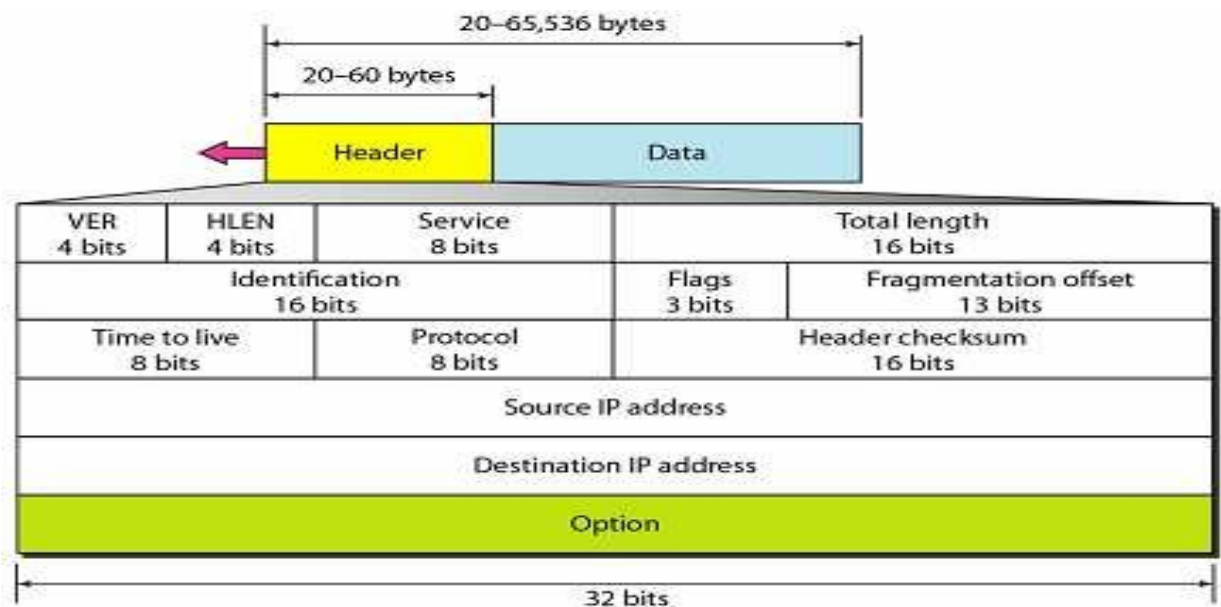 20–65,536 bytes
20–60 bytes
Header
Data
VER
4 bits
HLEN
4 bits
Service
8 bits
Total length
16 bits
Identification
16 bits
Flags
3 bits
Fragmentation offset
13 bits
Time to live
8 bits
Protocol
8 bits
Header checksum
16 bits
Source IP address
Destination IP address
Option
32 bits